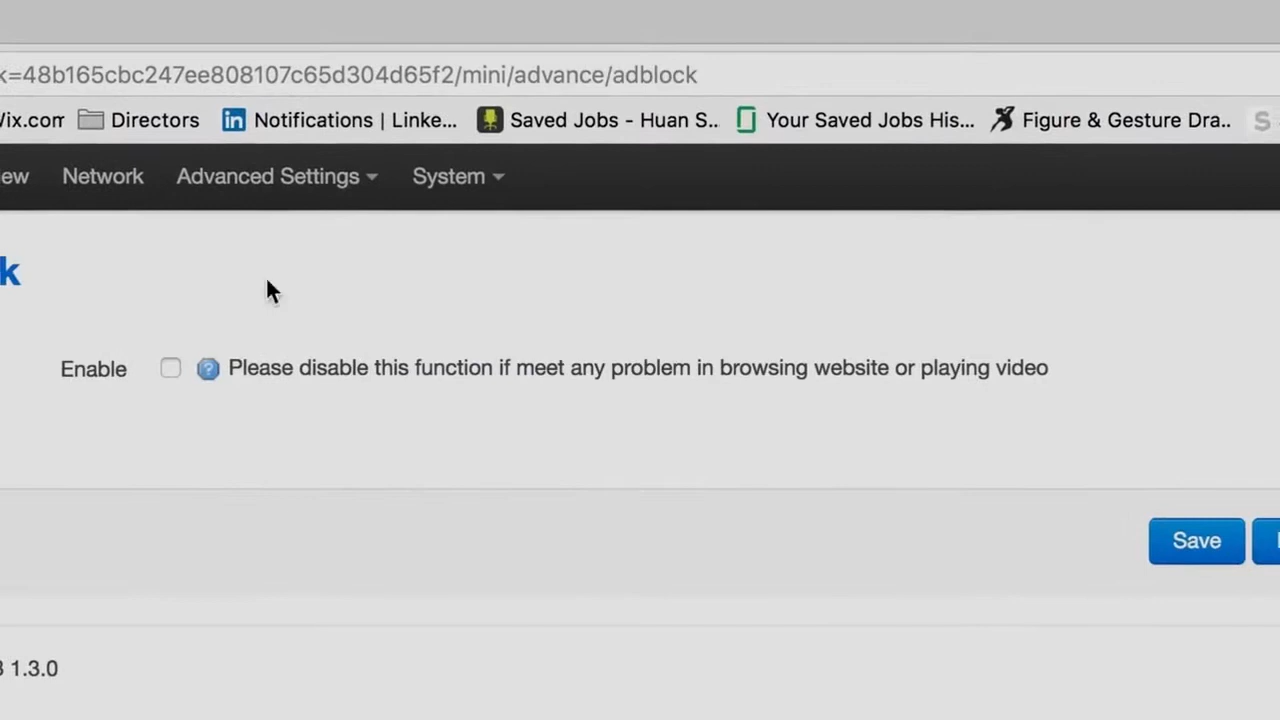 k=48b165cbc247ee808107c65d304d65f2/mini/advance/adblock
Wix.com Directors Notifications | Linke... Saved Jobs - Huan S... Your Saved Jobs His... Figure & Gesture Dra... S
ew Network Advanced Settings System
k
Enable Please disable this function if meet any problem in browsing website or playing video
Save
1.3.0